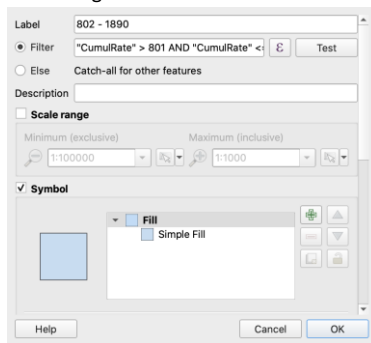 Label 802 - 1890
Filter "CumulRate" > 801 AND "CumulRate" <= ε Test
Else Catch-all for other features
Description
Scale range
Minimum (exclusive) Maximum (inclusive)
1:100000 1:1000
Symbol
Fill
Simple Fill
Help Cancel OK